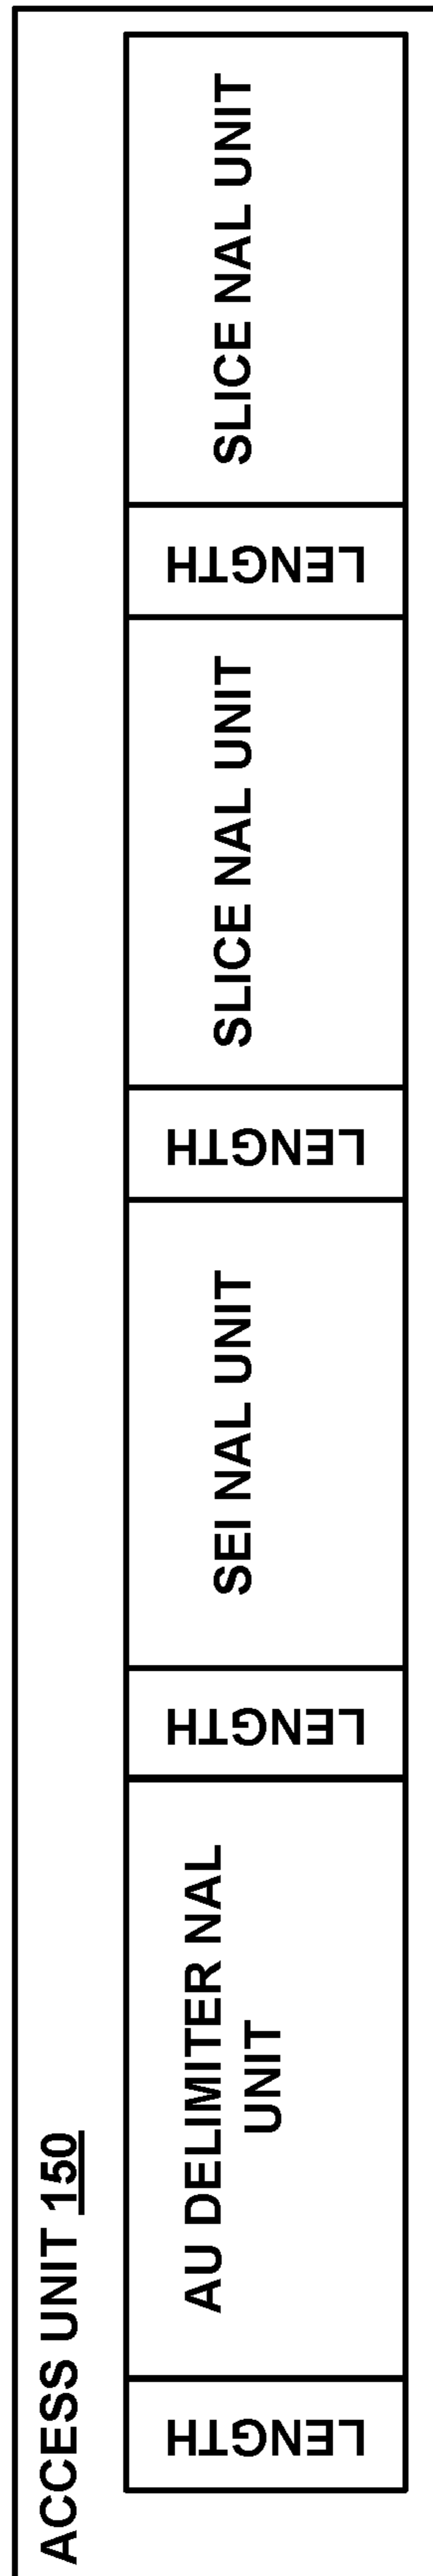 ACCESS UNIT 150
LENGTH
AU DELIMITER NAL
UNIT
LENGTH
SEI NAL UNIT
LENGTH
SLICE NAL UNIT
LENGTH
SLICE NAL UNIT